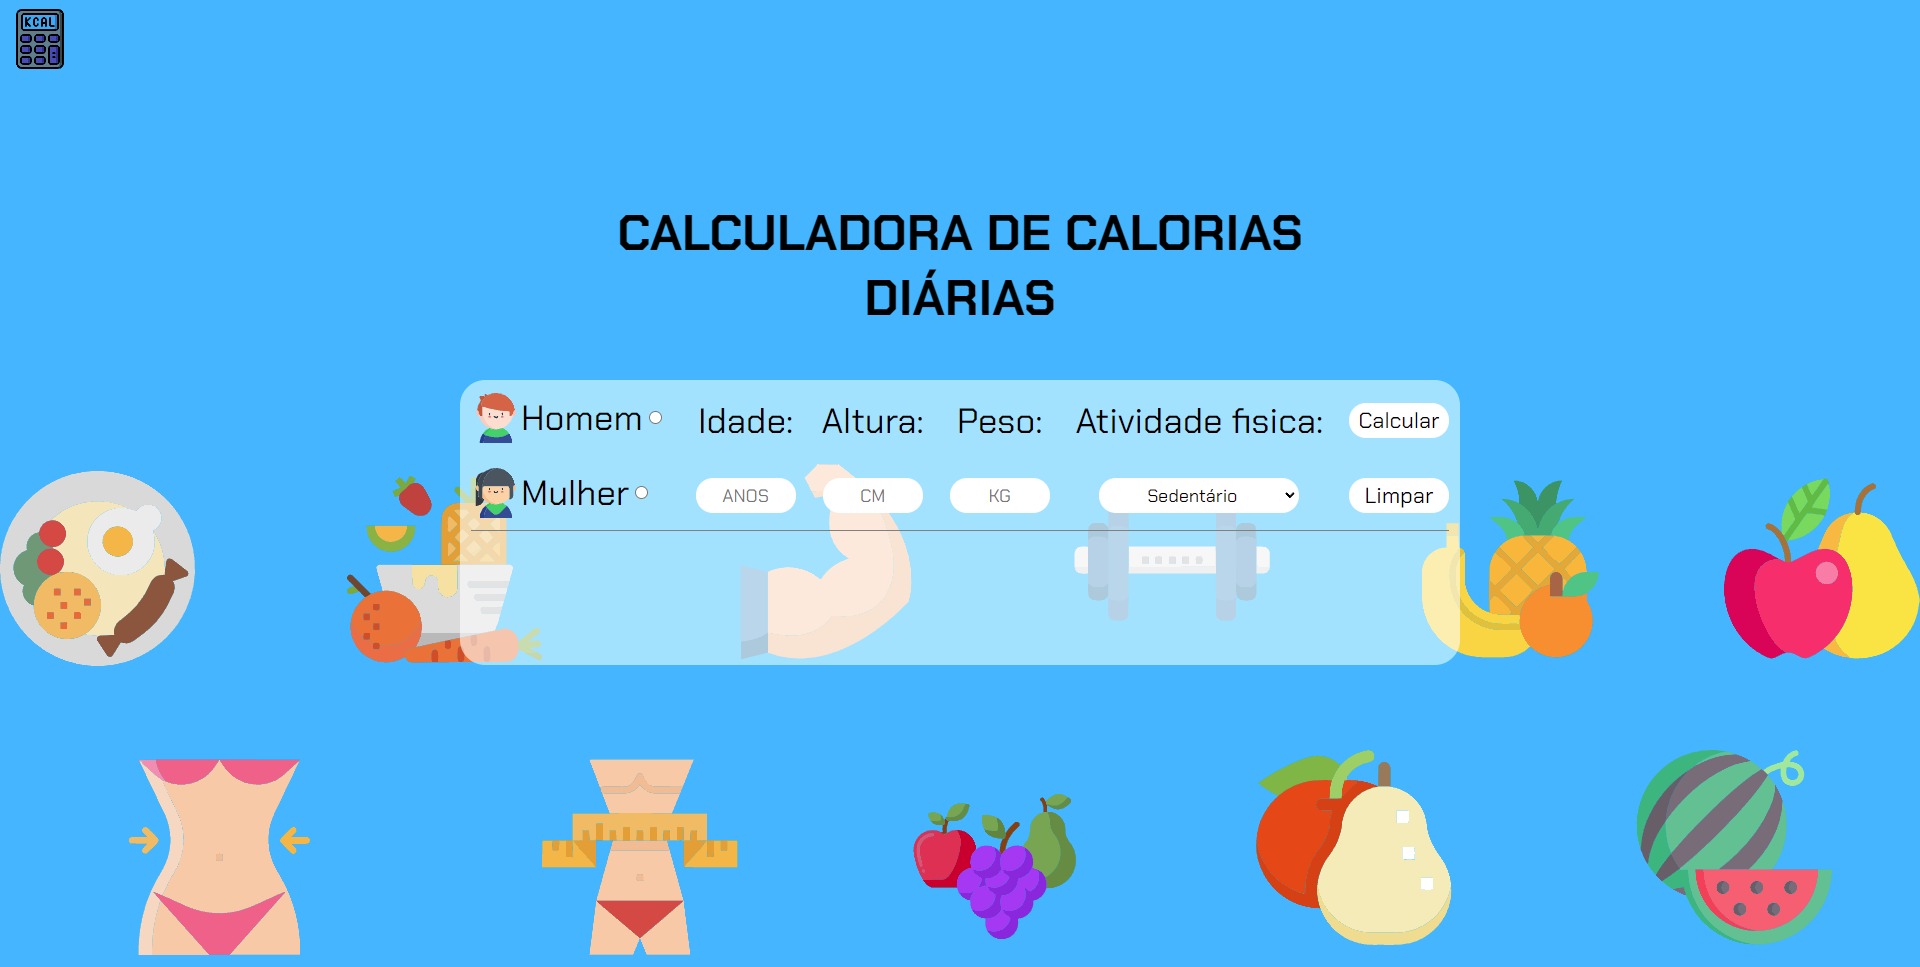 KCAL
CALCULADORA DE CALORIAS
DIÁRIAS
Homem Idade: Altura: Peso: Atividade fisica: Calcular
Mulher ANOS CM KG Sedentário Limpar